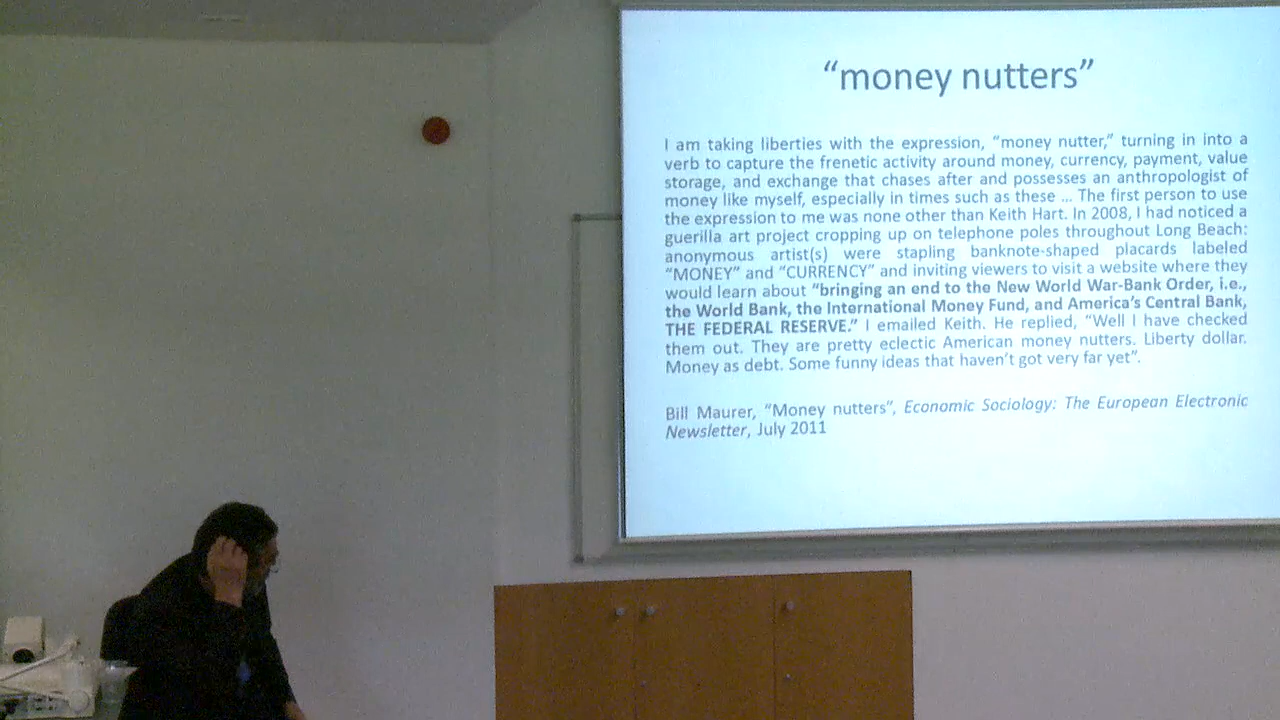 “money nutters”
I am taking liberties with the expression, “money nutter,” turning in into a
verb to capture the frenetic activity around money, currency, payment, value
storage, and exchange that chases after and possesses an anthropologist of
money like myself, especially in times such as these ... The first person to use
the expression to me was none other than Keith Hart. In 2008, I had noticed a
guerilla art project cropping up on telephone poles throughout Long Beach:
anonymous artist(s) were stapling banknote-shaped placards labeled
“MONEY” and “CURRENCY” and inviting viewers to visit a website where they
would learn about “bringing an end to the New World War-Bank Order, i.e.,
the World Bank, the International Money Fund, and America’s Central Bank,
THE FEDERAL RESERVE.” I emailed Keith. He replied, “Well I have checked
them out. They are pretty eclectic American money nutters. Liberty dollar.
Money as debt. Some funny ideas that haven’t got very far yet”.
Bill Maurer, “Money nutters”, Economic Sociology: The European Electronic
Newsletter, July 2011